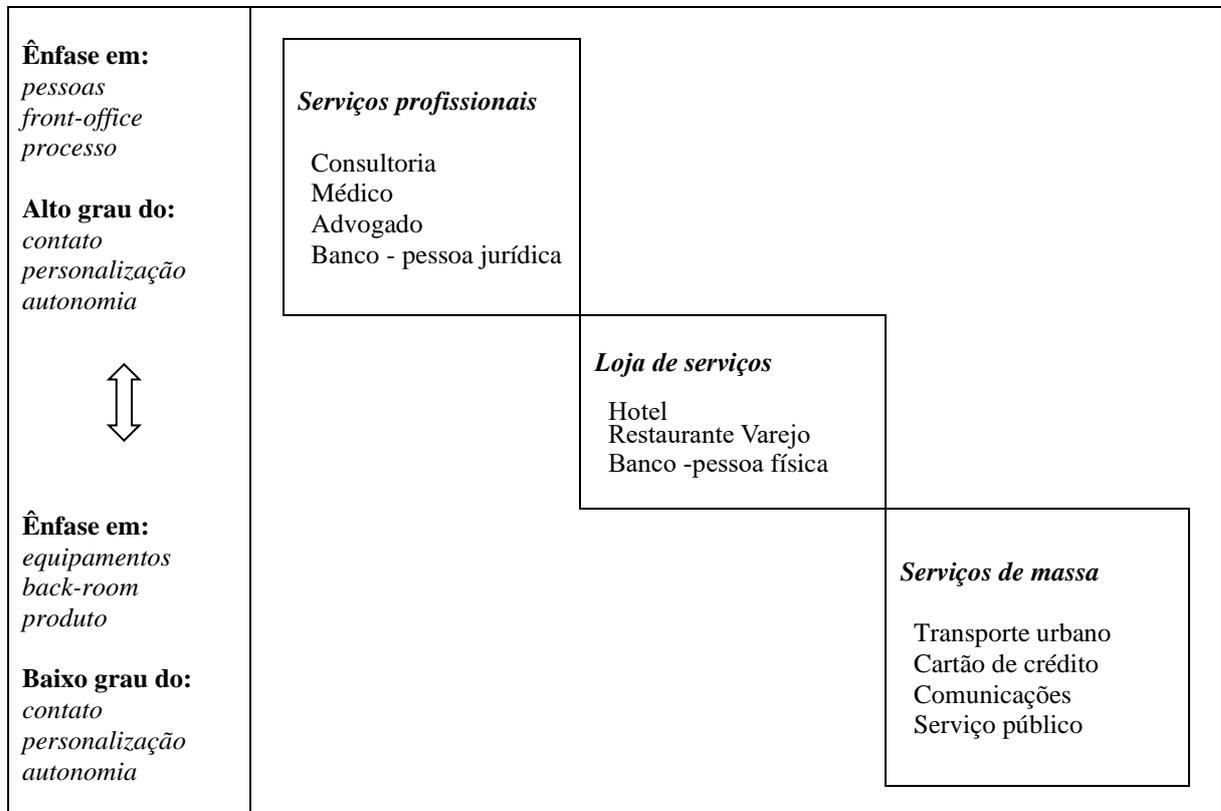 Ênfase em:
pessoas
front-office
processo
Alto grau do:
contato
personalização
autonomia
Ênfase em:
equipamentos
back-room
produto
Baixo grau do:
contato
personalização
autonomia
Serviços profissionais
Consultoria
Médico
Advogado
Banco - pessoa jurídica
Loja de serviços
Hotel
Restaurante Varejo
Banco -pessoa física
Serviços de massa
Transporte urbano
Cartão de crédito
Comunicações
Serviço público